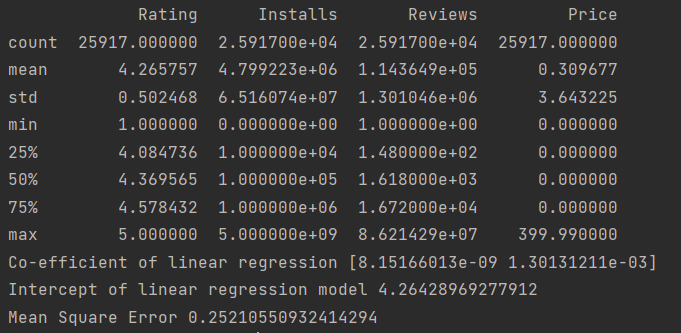 Rating Installs Reviews Price
count 25917.000000 2.591700e+04 2.591700e+04 25917.000000
mean 4.265757 4.799223e+06 1.143649e+05 0.309677
std 0.502468 6.516074e+07 1.301046e+06 3.643225
min 1.000000 0.000000e+00 1.000000e+00 0.000000
25% 4.084736 1.000000e+04 1.480000e+02 0.000000
50% 4.369565 1.000000e+05 1.618000e+03 0.000000
75% 4.578432 1.000000e+06 1.672000e+04 0.000000
max 5.000000 5.000000e+09 8.621429e+07 399.990000
Co-efficient of linear regression [8.15166013e-09 1.30131211e-03]
Intercept of linear regression model 4.26428969277912
Mean Square Error 0.25210550932414294